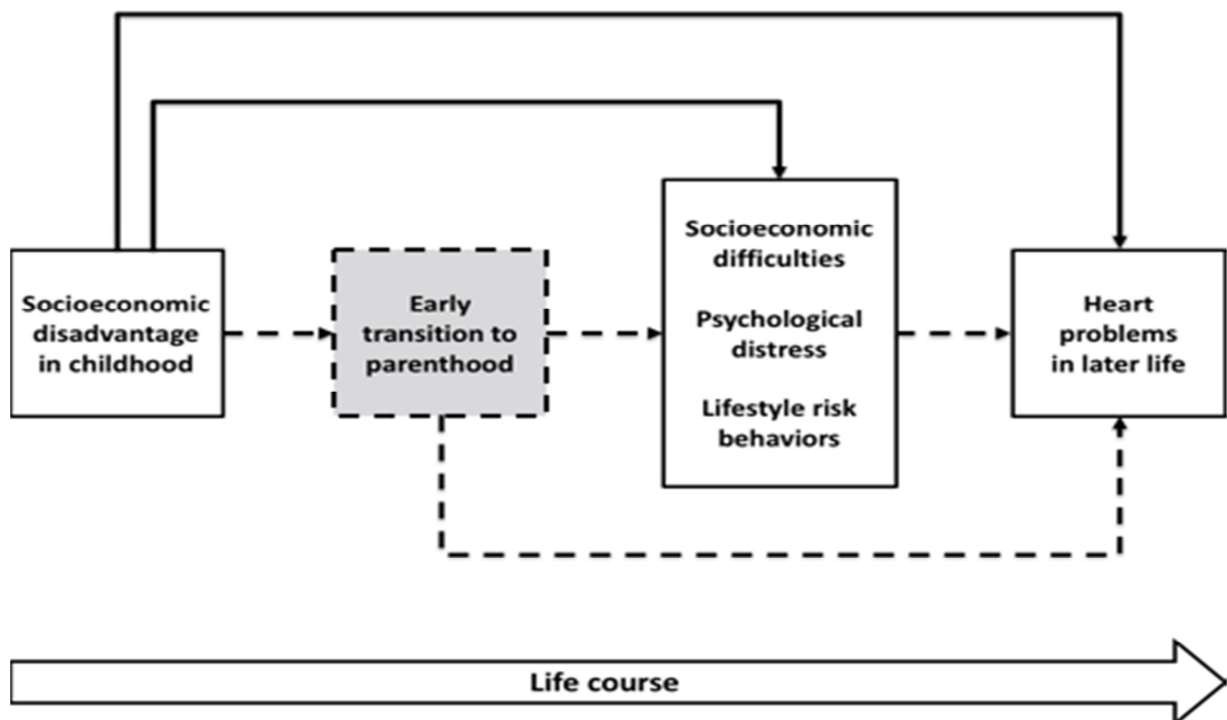 Socioeconomic
disadvantage
in childhood
Early
transition to
parenthood
Socioeconomic
difficulties
Psychological
distress
Lifestyle risk
behaviors
Heart
problems
in later life
Life course